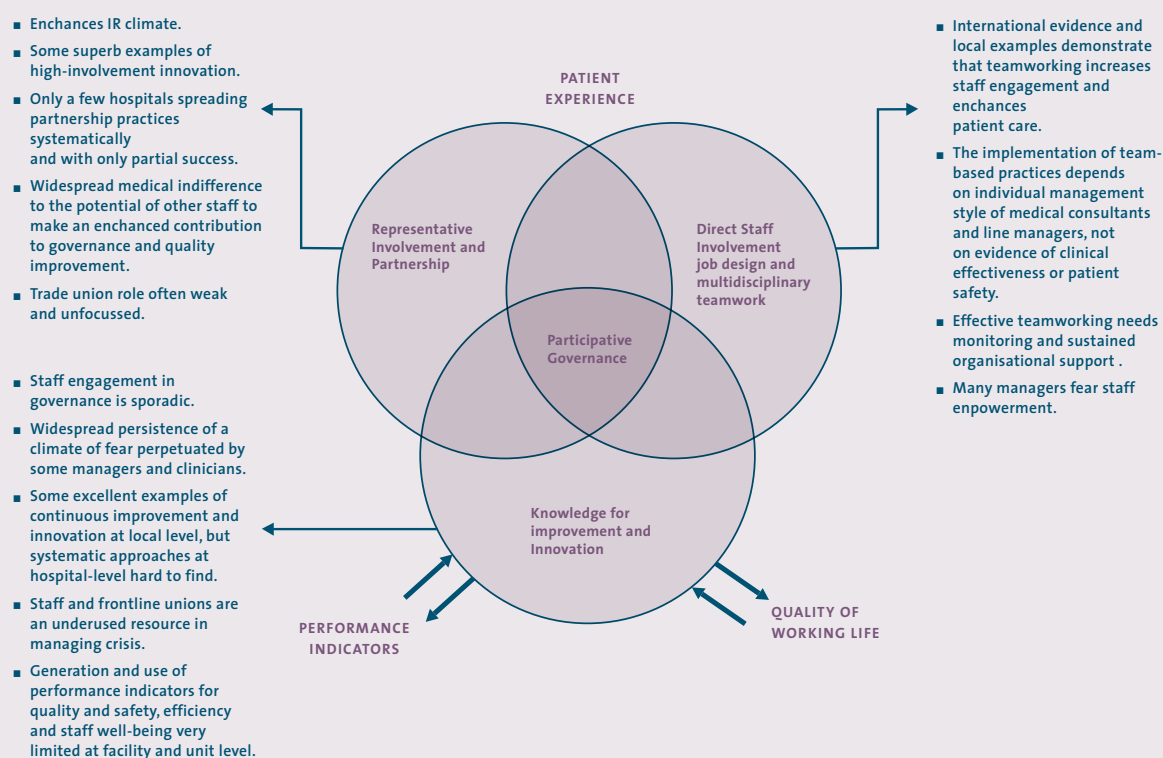 ■ Enchances IR climate.
■ Some superb examples of
high-involvement innovation.
■ Only a few hospitals spreading
partnership practices
systematically
and with only partial success.
■ Widespread medical indifference
to the potential of other staff to
make an enhanced contribution
to governance and quality
improvement.
■ Trade union role often weak
and unfocussed.
■ Staff engagement in
governance is sporadic.
■ Widespread persistence of a
climate of fear perpetuated by
some managers and clinicians.
■ Some excellent examples of
continuous improvement and
innovation at local level, but
systematic approaches at
hospital-level hard to find.
■ Staff and frontline unions are
an underused resource in
managing crisis.
■ Generation and use of
performance indicators for
quality and safety, efficiency
and staff well-being very
limited at facility and unit level.
PATIENT
EXPERIENCE
Representative
Involvement and
Partnership
Direct Staff
Involvement
job design and
multidisciplinary
teamwork
Participative
Governance
Knowledge for
improvement and
Innovation
PERFORMANCE
INDICATORS
QUALITY OF
WORKING LIFE
■ International evidence and
local examples demonstrate
that teamworking increases
staff engagement and
enchances
patient care.
■ The implementation of team-
based practices depends
on individual management
style of medical consultants
and line managers, not
on evidence of clinical
effectiveness or patient
safety.
■ Effective teamworking needs
monitoring and sustained
organisational support .
■ Many managers fear staff
enpowerment.